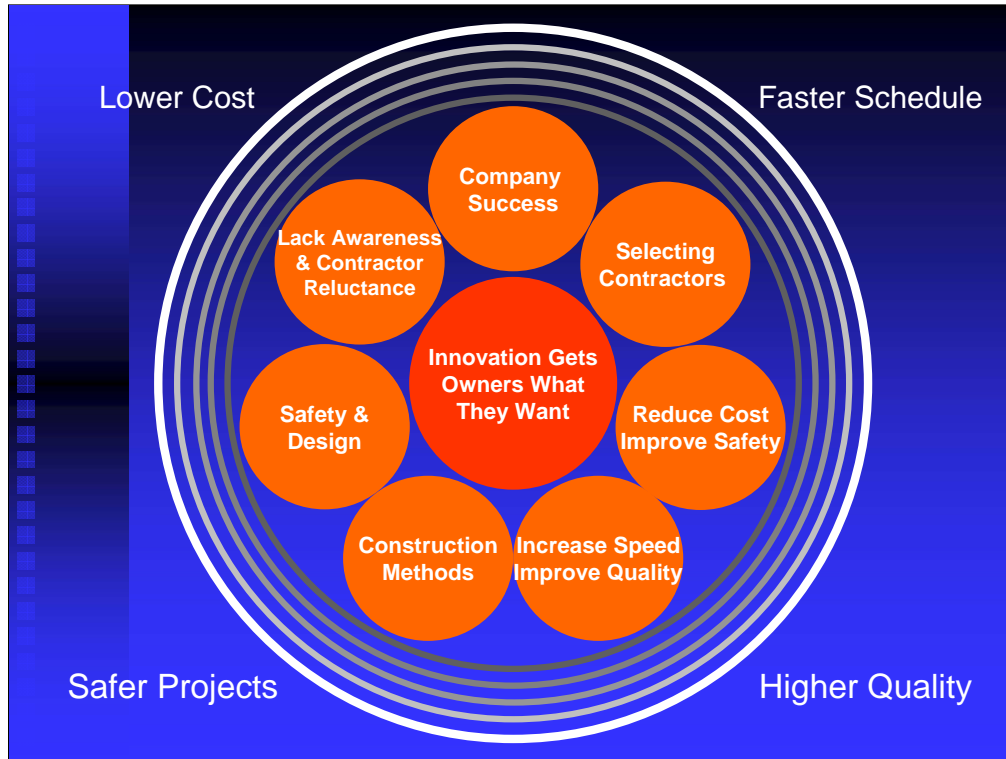 Lower Cost
Faster Schedule
Company
Success
Lack Awareness
& Contractor
Reluctance
Selecting
Contractors
Innovation Gets
Owners What
They Want
Safety &
Design
Reduce Cost
Improve Safety
Construction
Methods
Increase Speed
Improve Quality
Safer Projects
Higher Quality